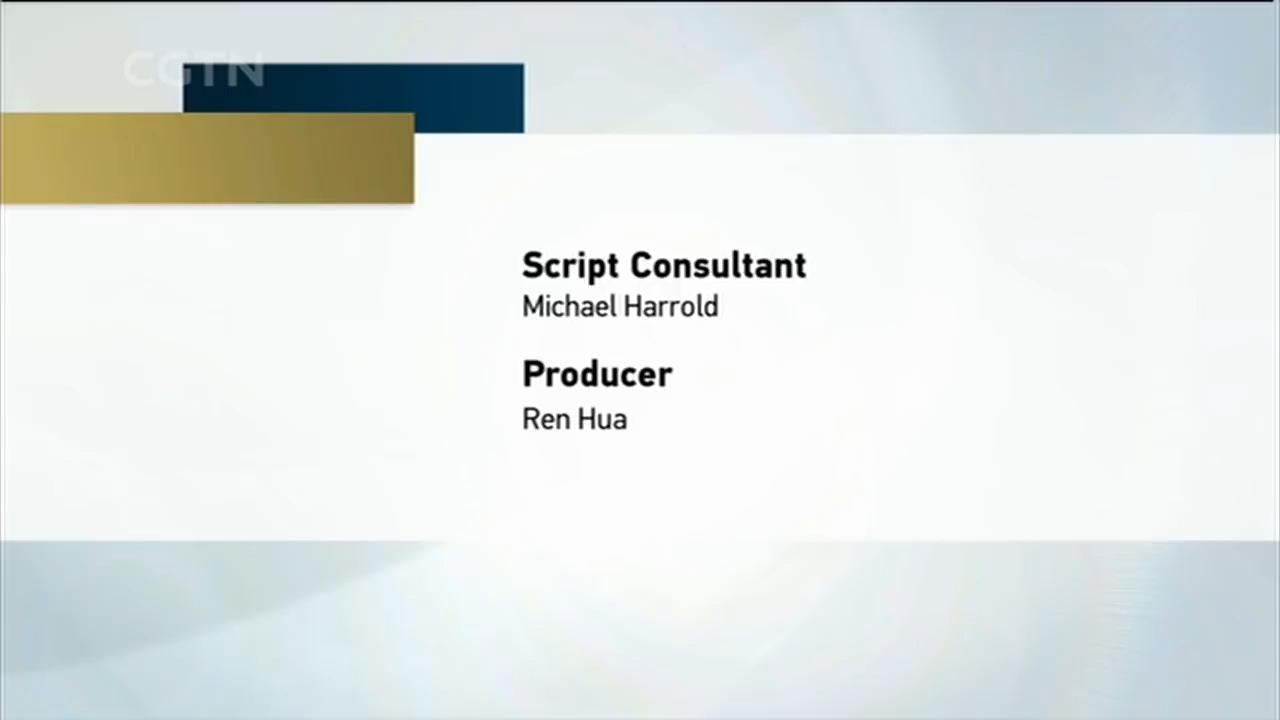 CGTN
Script Consultant
Michael Harrold
Producer
Ren Hua